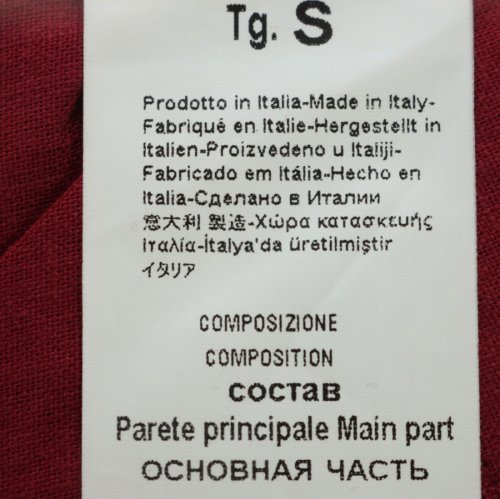 Tg. S
Prodotto in Italia-Made in Italy-
Fabriqué en Italie-Hergestellt in
Italien-Proizvedeno u Italiji-
Fabricado em Itália-Hecho en
Italia-Сделано в Италии
意大利 製造-Χώρα κατασκευής
Ιταλία-İtalya'da üretilmiştir
イタリア
COMPOSIZIONE
COMPOSITION
состав
Parete principale Main part
ОСНОВНАЯ ЧАСТЬ